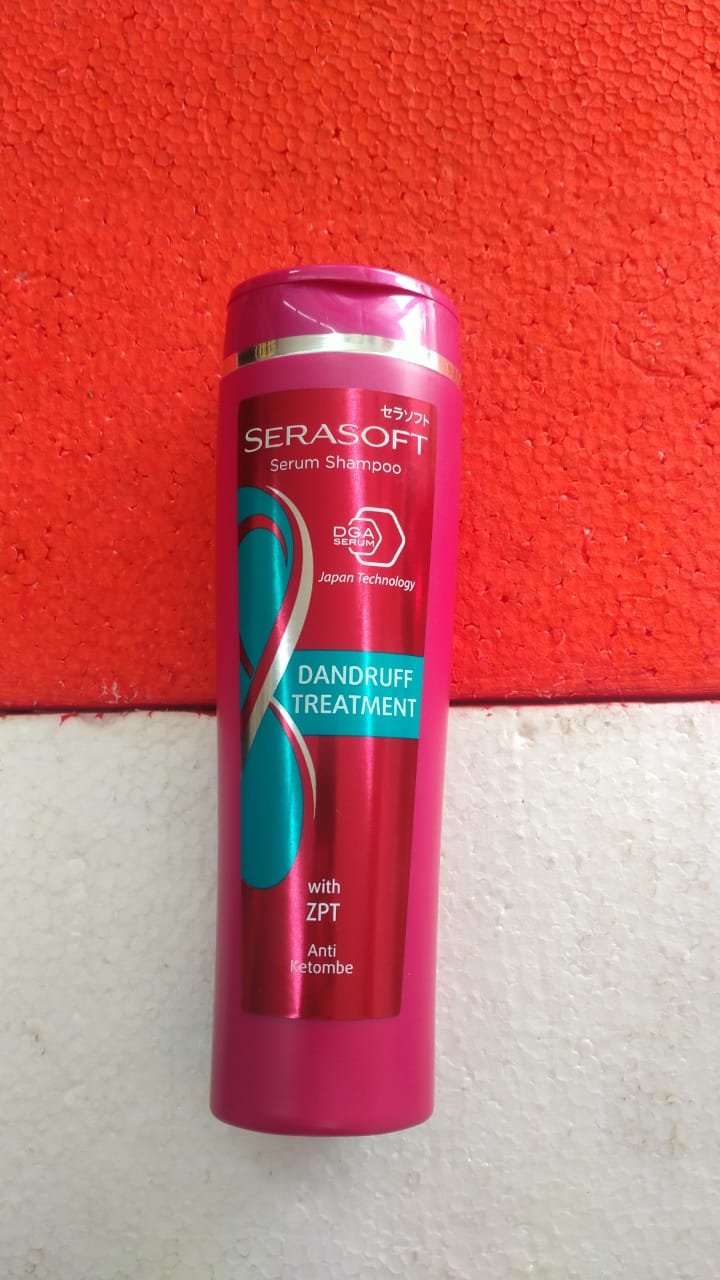 セラソフト
SERASOFT
Serum Shampoo
DGA
SERUM
Japan Technology
DANDRUFF
TREATMENT
with
ZPT
Anti
Ketombe